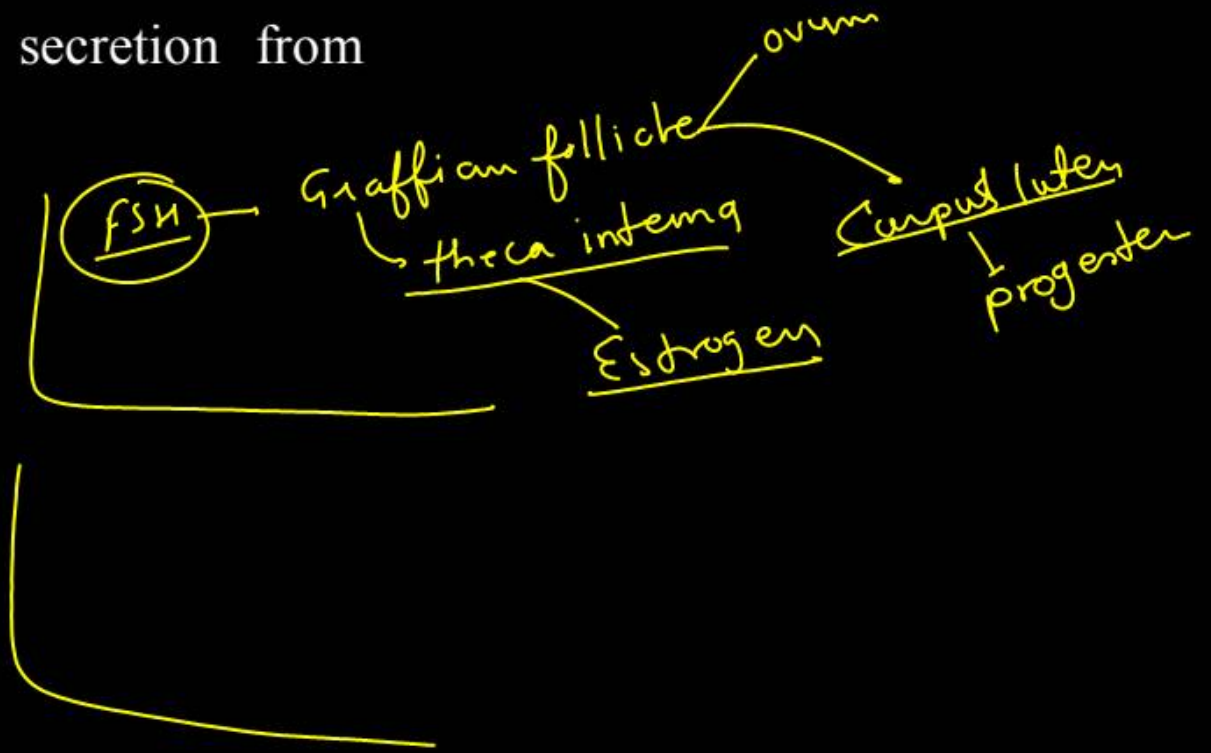 secretion from
ovum
FSH — Graffian follicle
theca interna
Corpus luten
progester
Estrogen